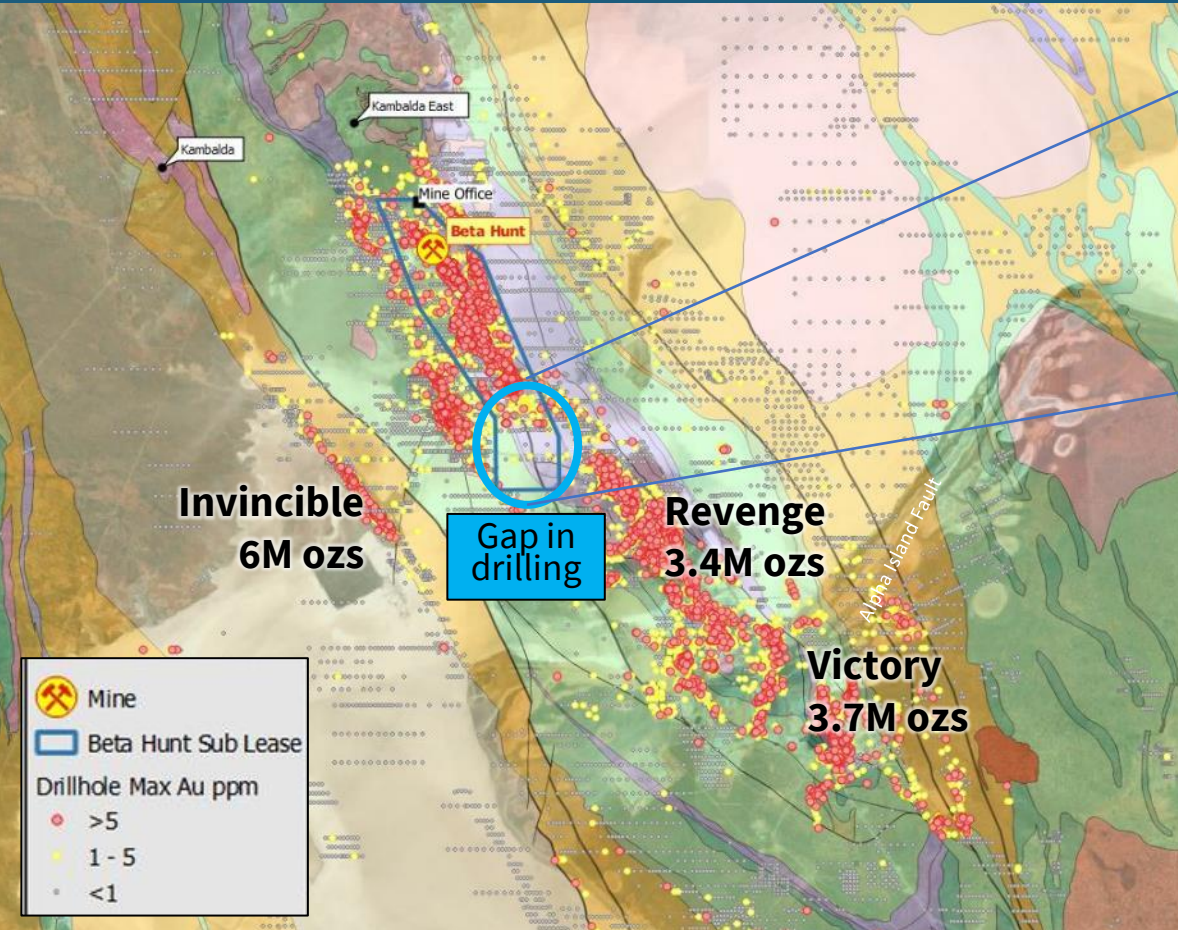 Kambalda East
Kambalda
Mine Office
Beta Hunt
Invincible
6M ozs
Gap in
drilling
Revenge
3.4M ozs
Alpha Island Fault
Victory
3.7M ozs
Mine
Beta Hunt Sub Lease
Drillhole Max Au ppm
>5
1 - 5
<1